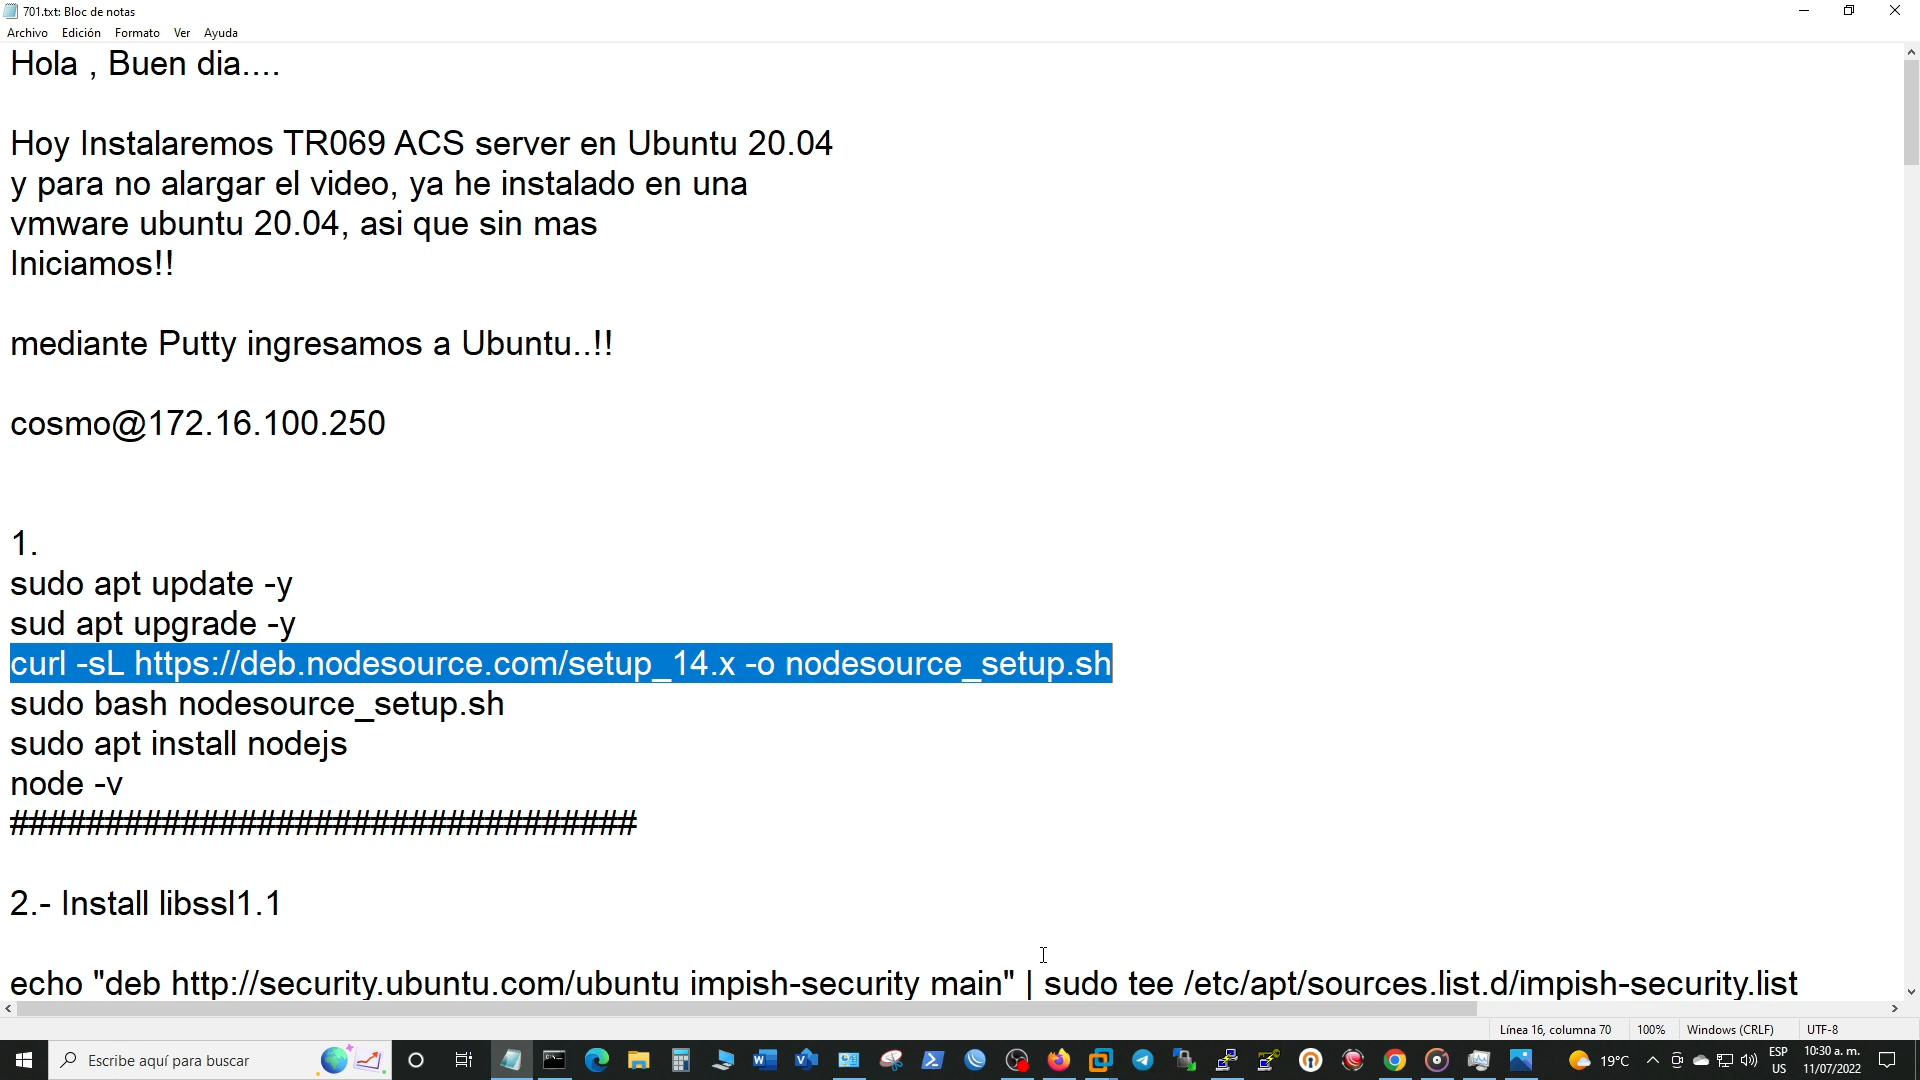 701.txt: Bloc de notas
Archivo Edición Formato Ver Ayuda
Hola , Buen dia....
Hoy Instalaremos TR069 ACS server en Ubuntu 20.04
y para no alargar el video, ya he instalado en una
vmware ubuntu 20.04, asi que sin mas
Iniciamos!!
mediante Putty ingresamos a Ubuntu..!!
cosmo@172.16.100.250
1.
sudo apt update -y
sud apt upgrade -y
curl -sL https://deb.nodesource.com/setup_14.x -o nodesource_setup.sh
sudo bash nodesource_setup.sh
sudo apt install nodejs
node -v
#################################
2.- Install libssl1.1
echo "deb http://security.ubuntu.com/ubuntu impish-security main" | sudo tee /etc/apt/sources.list.d/impish-security.list
Línea 16, columna 70 100% Windows (CRLF) UTF-8
Escribe aquí para buscar
19°C
ESP
US
10:30 a. m.
11/07/2022